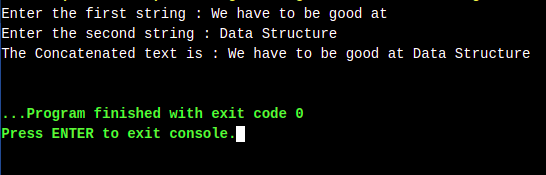 Enter the first string : We have to be good at
Enter the second string : Data Structure
The Concatenated text is : We have to be good at Data Structure
...Program finished with exit code 0
Press ENTER to exit console.